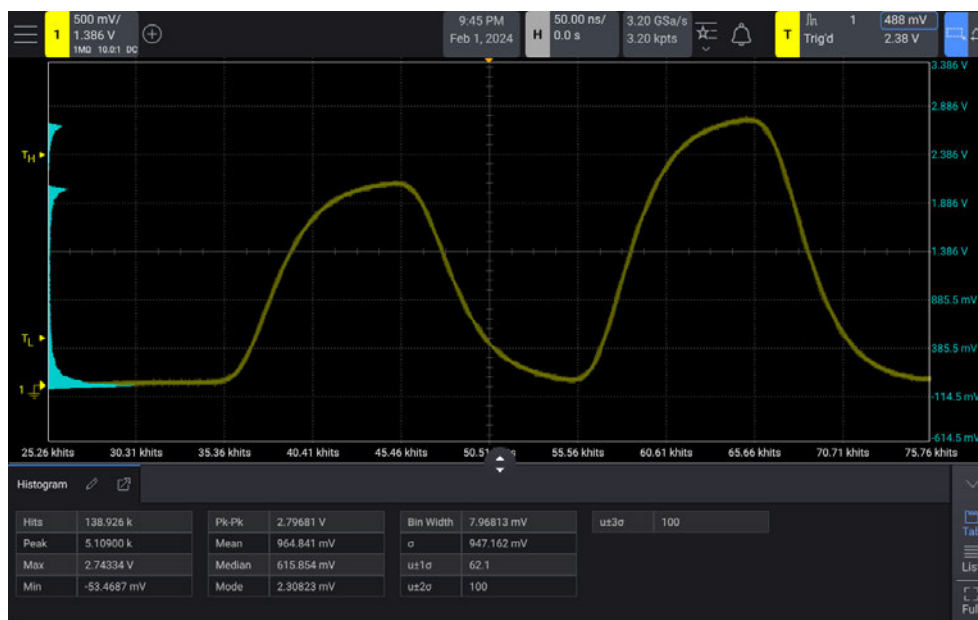 500 mV/
1
1.386 V
1MΩ 10.0:1 DC
9:45 PM
Feb 1, 2024
H
50.00 ns/
0.0 s
3.20 GSa/s
3.20 kpts
T
1
Trig'd
488 mV
2.38 V
3.386 V
2.886 V
TH
2.386 V
1.886 V
1.386 V
885.5 mV
TL
385.5 mV
1
-114.5 mV
-614.5 mV
25.26 khits 30.31 khits 35.36 khits 40.41 khits 45.46 khits 50.51 55.56 khits 60.61 khits 65.66 khits 70.71 khits 75.76 khits
Histogram
Hits 138.926 k Pk-Pk 2.79681 V Bin Width 7.96813 mV u±3σ 100
Peak 5.10900 k Mean 964.841 mV σ 947.162 mV
Max 2.74334 V Median 615.854 mV u±1σ 62.1
Min -53.4687 mV Mode 2.30823 mV u±2σ 100